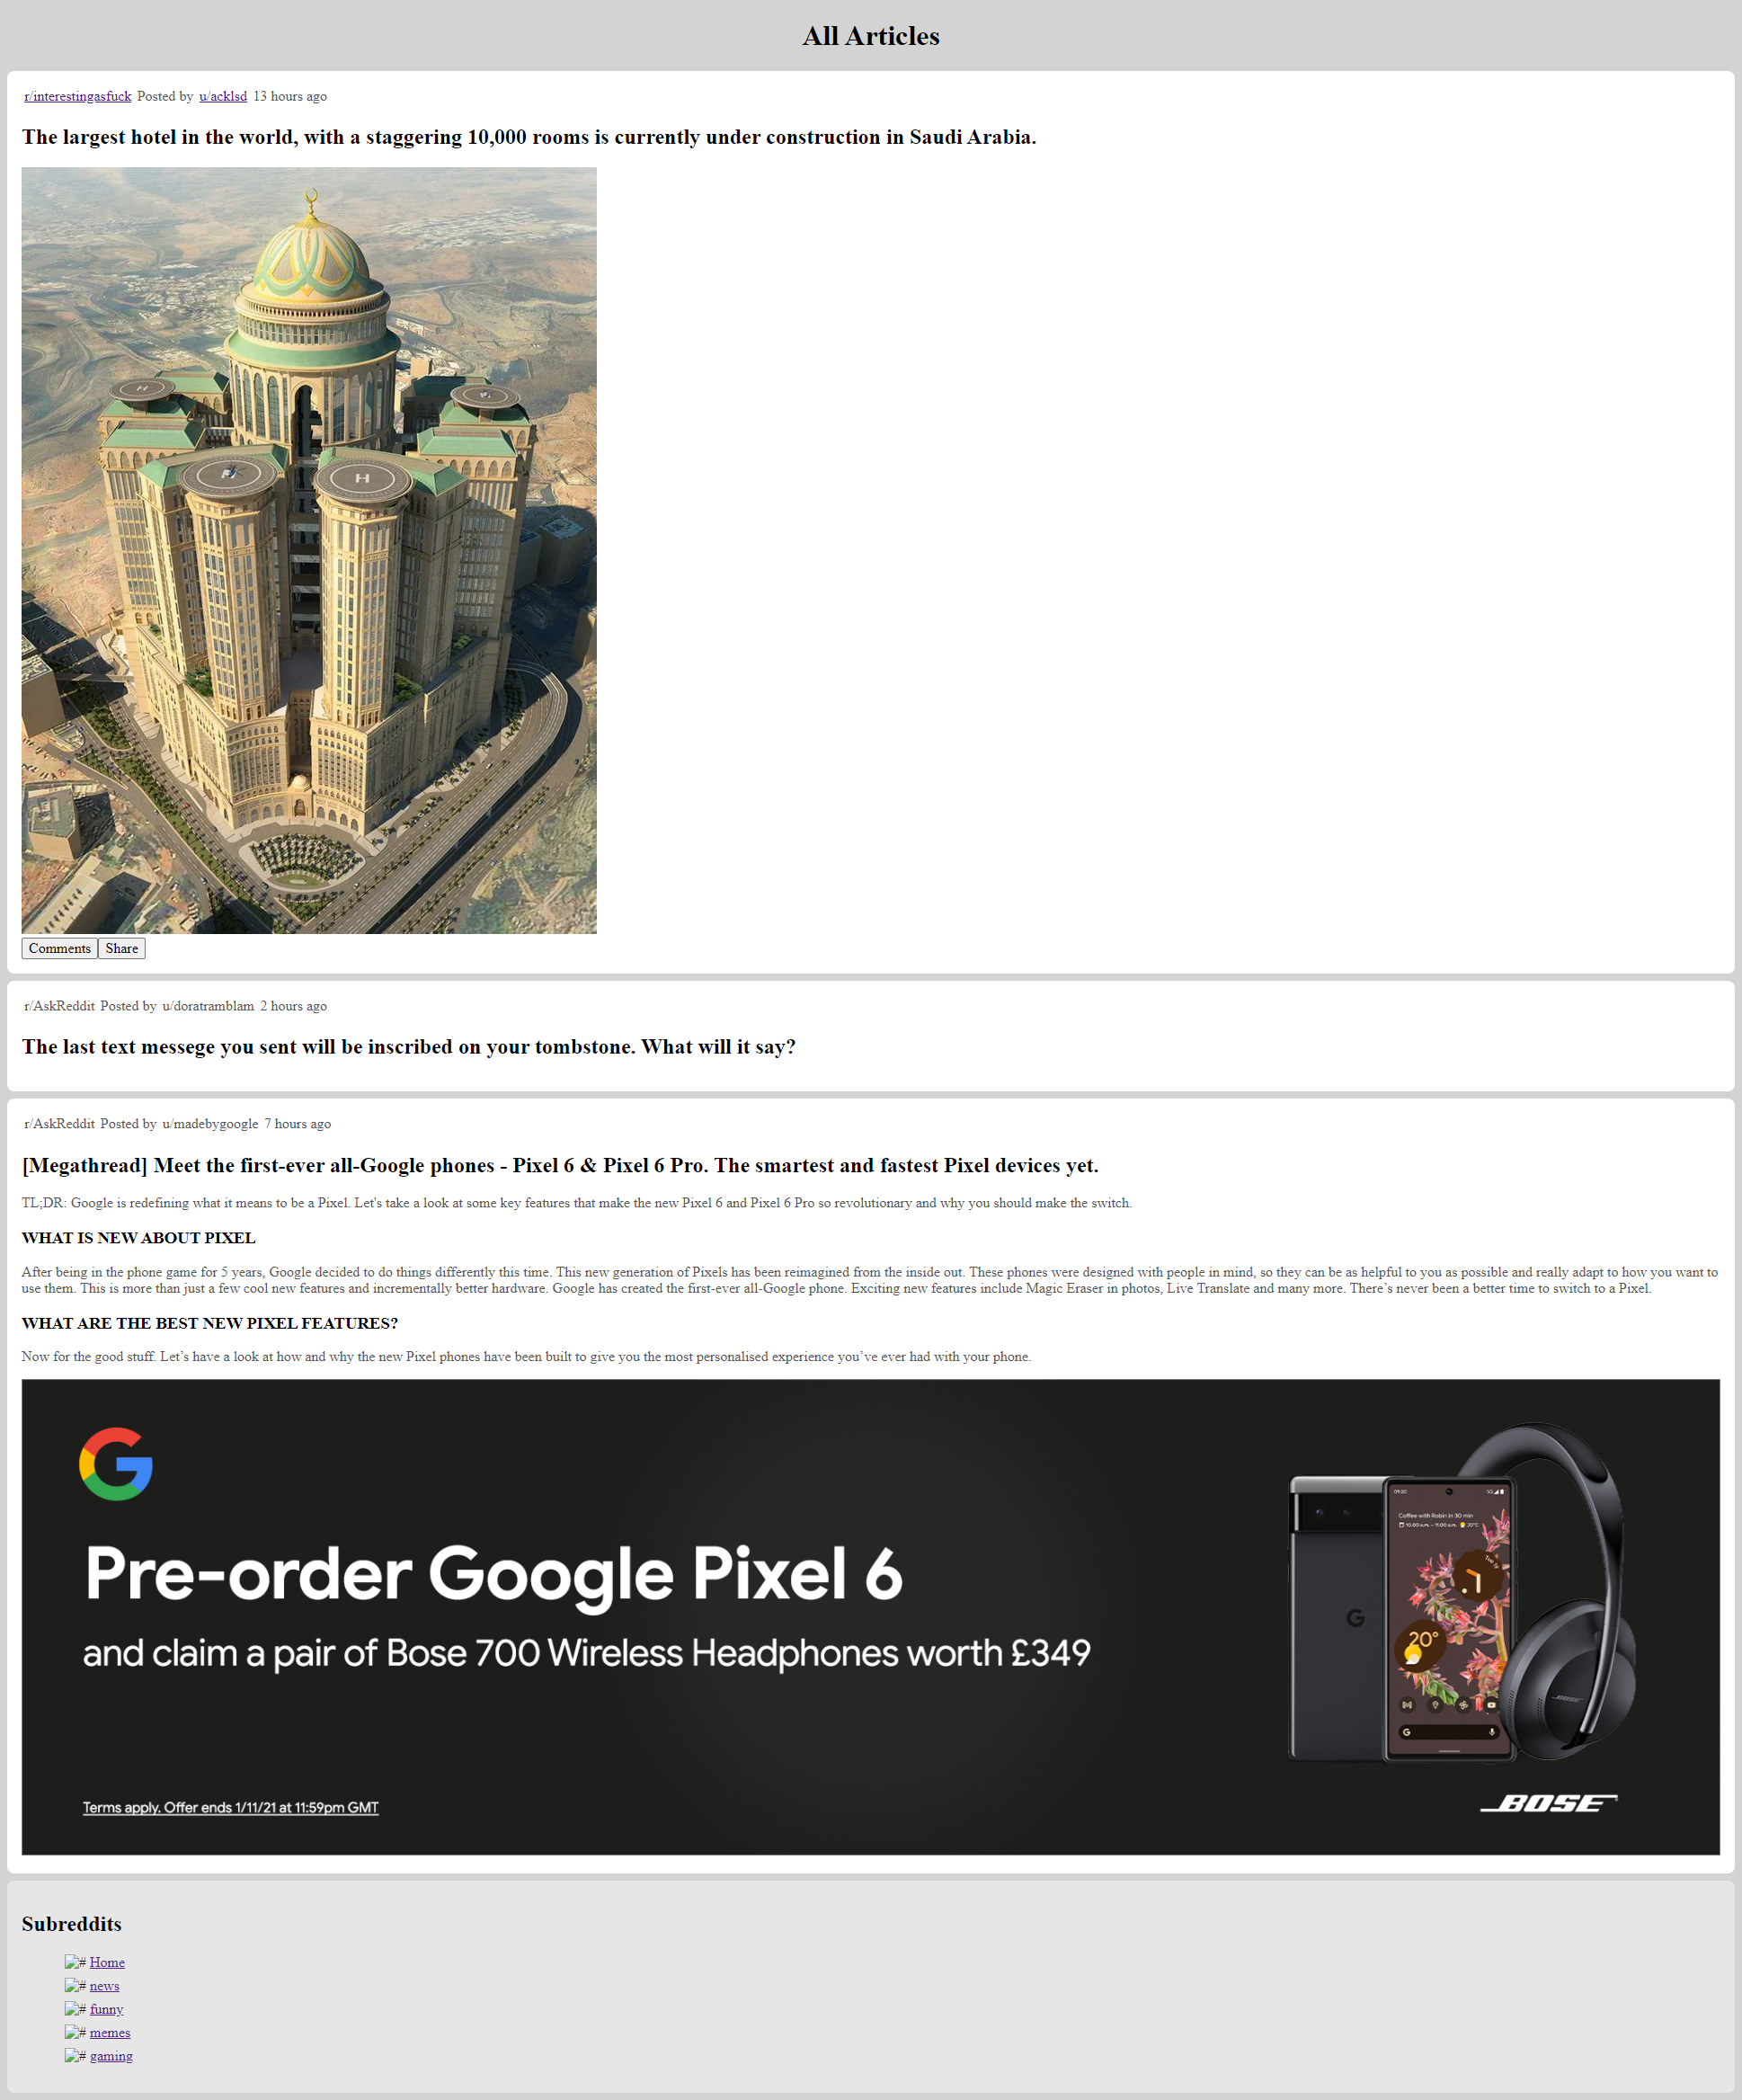 All Articles
r/interestingasfuck Posted by u/acklsd 13 hours ago
The largest hotel in the world, with a staggering 10,000 rooms is currently under construction in Saudi Arabia.
H
H
H
Comments Share
r/AskReddit Posted by u/doratramblam 2 hours ago
The last text messege you sent will be inscribed on your tombstone. What will it say?
r/AskReddit Posted by u/madebygoogle 7 hours ago
[Megathread] Meet the first-ever all-Google phones - Pixel 6 & Pixel 6 Pro. The smartest and fastest Pixel devices yet.
TL;DR: Google is redefining what it means to be a Pixel. Let's take a look at some key features that make the new Pixel 6 and Pixel 6 Pro so revolutionary and why you should make the switch.
WHAT IS NEW ABOUT PIXEL
After being in the phone game for 5 years, Google decided to do things differently this time. This new generation of Pixels has been reimagined from the inside out. These phones were designed with people in mind, so they can be as helpful to you as possible and really adapt to how you want to
use them. This is more than just a few cool new features and incrementally better hardware. Google has created the first-ever all-Google phone. Exciting new features include Magic Eraser in photos, Live Translate and many more. There’s never been a better time to switch to a Pixel.
WHAT ARE THE BEST NEW PIXEL FEATURES?
Now for the good stuff. Let’s have a look at how and why the new Pixel phones have been built to give you the most personalised experience you’ve ever had with your phone.
G
Pre-order Google Pixel 6
and claim a pair of Bose 700 Wireless Headphones worth £349
09:30 5G
Coffee with Robin in 30 min
10:30 a.m. – 11:00 a.m. 20°C
20°
G
G
BOSE
Terms apply. Offer ends 1/11/21 at 11:59pm GMT
BOSE
Subreddits
# Home
# news
# funny
# memes
# gaming